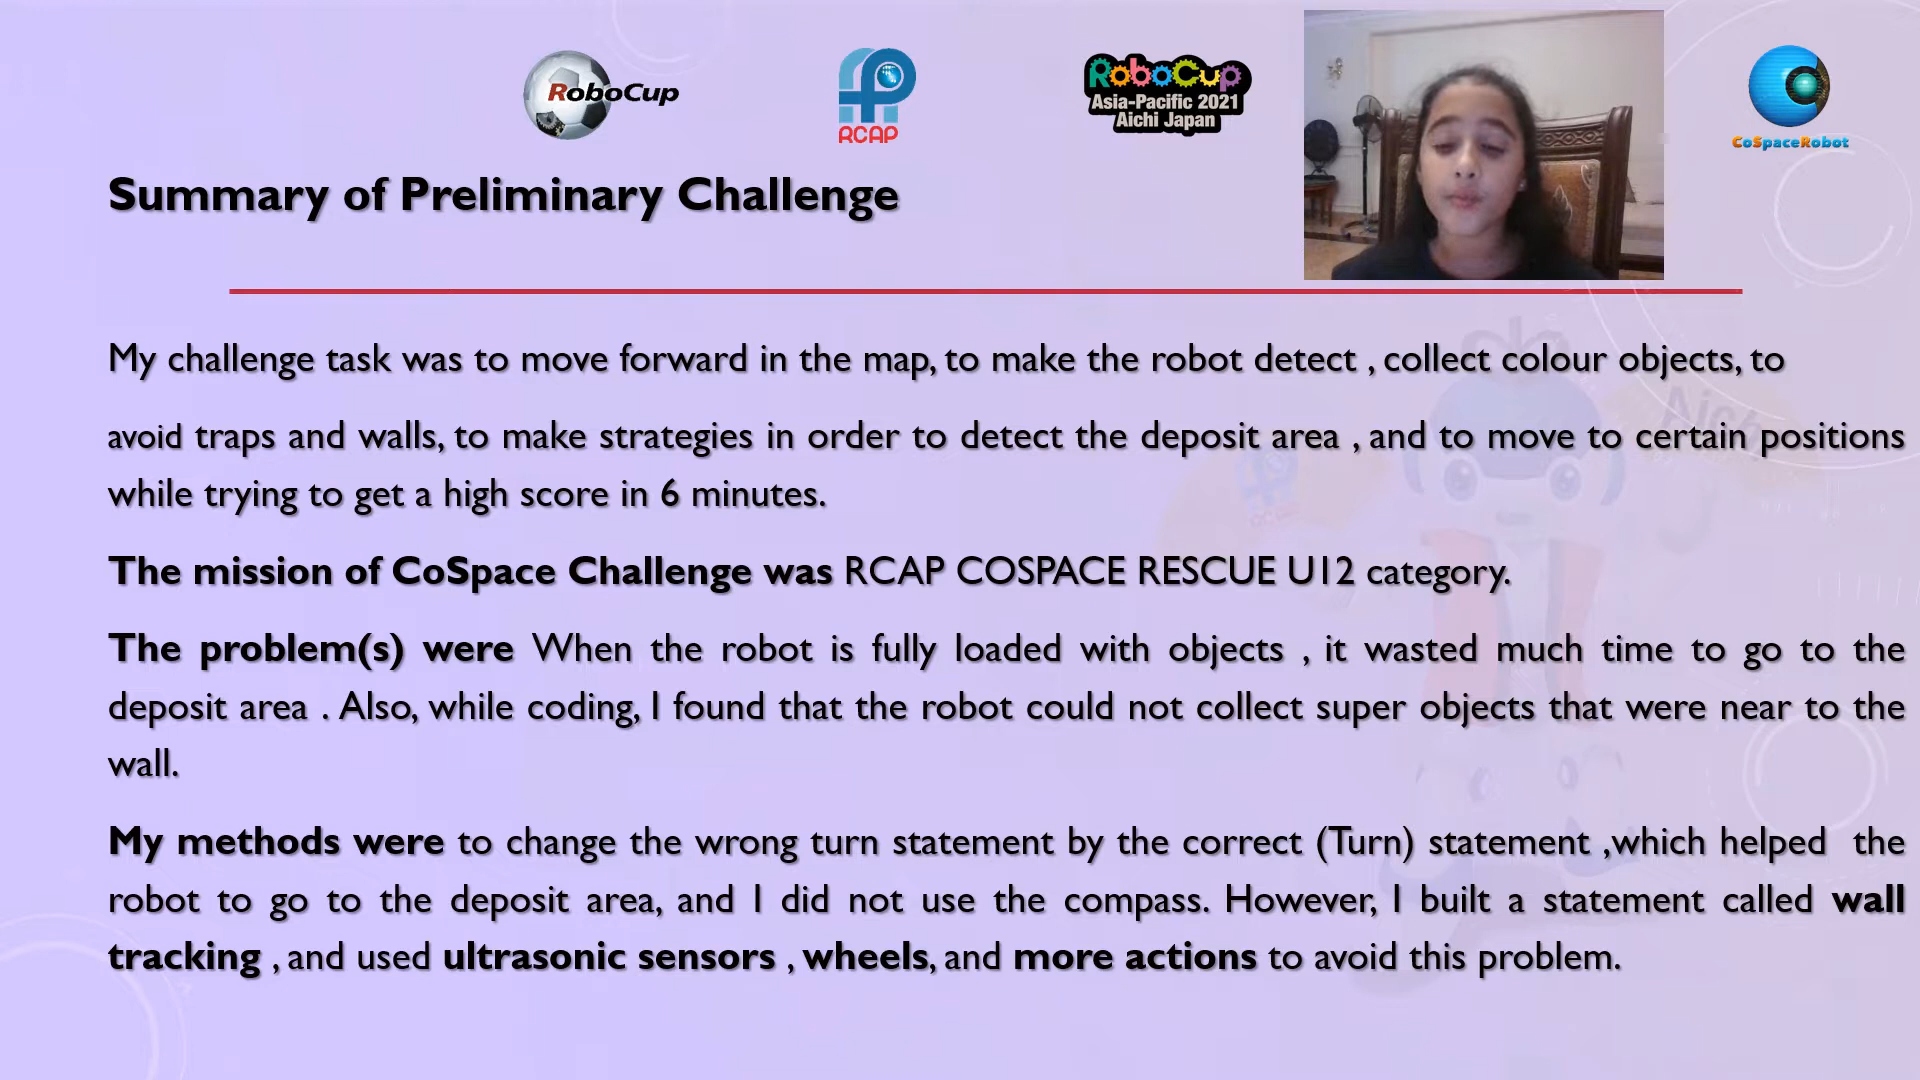 RoboCup
RCAP
RoboCup
Asia-Pacific 2021
Aichi Japan
CoSpaceRobot
Summary of Preliminary Challenge
My challenge task was to move forward in the map, to make the robot detect , collect colour objects, to
avoid traps and walls, to make strategies in order to detect the deposit area , and to move to certain positions
while trying to get a high score in 6 minutes.
The mission of CoSpace Challenge was RCAP COSPACE RESCUE U12 category.
The problem(s) were When the robot is fully loaded with objects , it wasted much time to go to the
deposit area . Also, while coding, I found that the robot could not collect super objects that were near to the
wall.
My methods were to change the wrong turn statement by the correct (Turn) statement ,which helped the
robot to go to the deposit area, and I did not use the compass. However, I built a statement called wall
tracking , and used ultrasonic sensors , wheels, and more actions to avoid this problem.